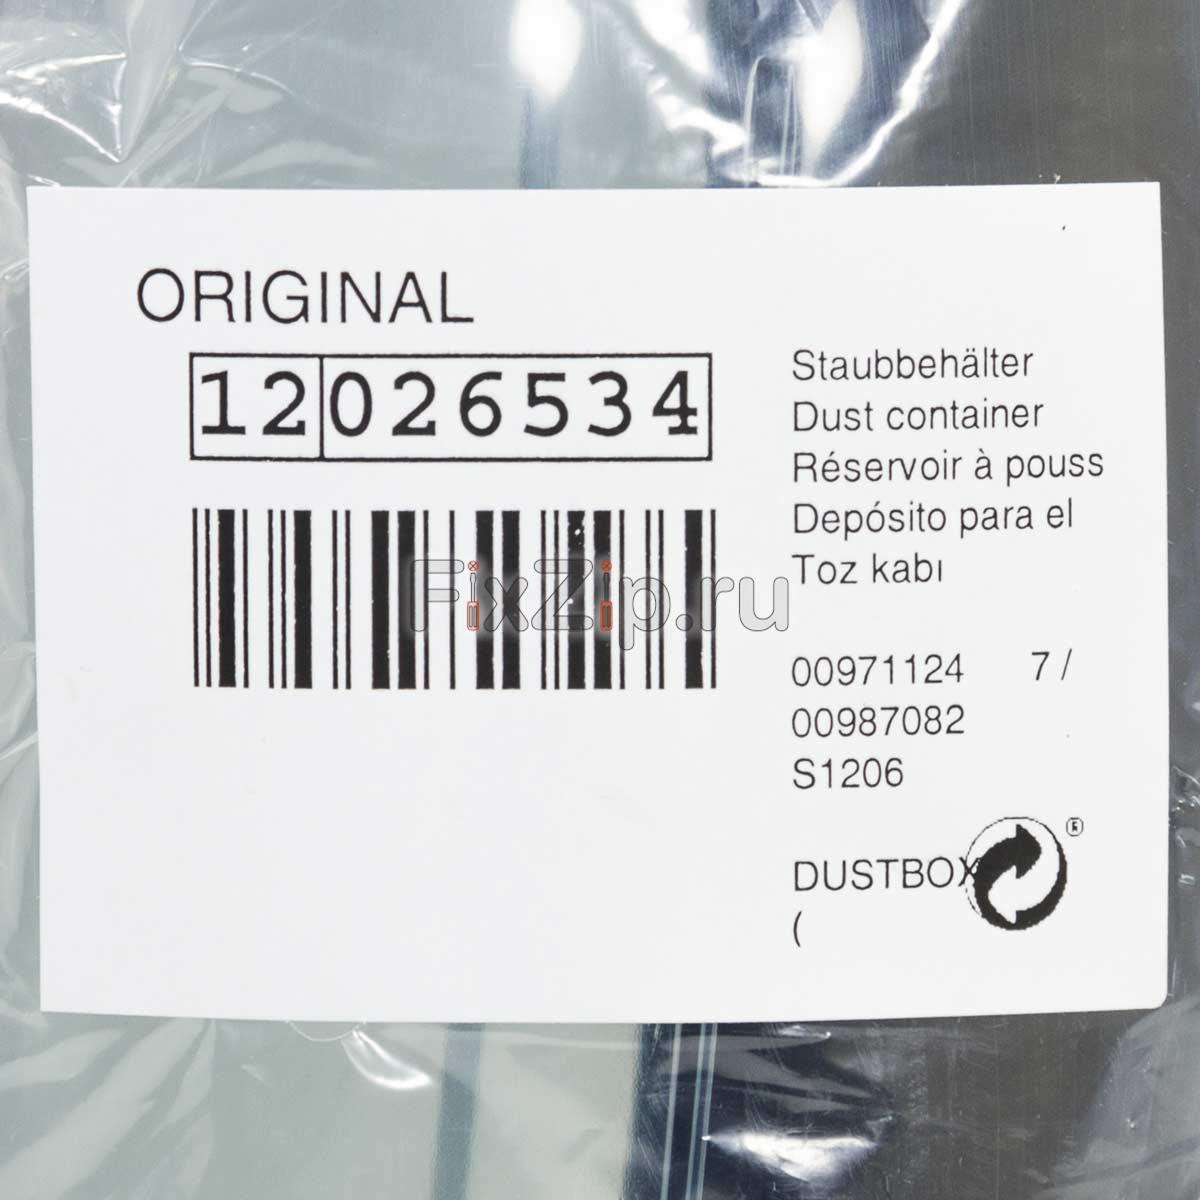 ORIGINAL
12026534
Staubbehälter
Dust container
Réservoir à pouss
Depósito para el
Toz kabı
FixZip.ru
00971124 7 /
00987082
S1206
DUSTBOX
(